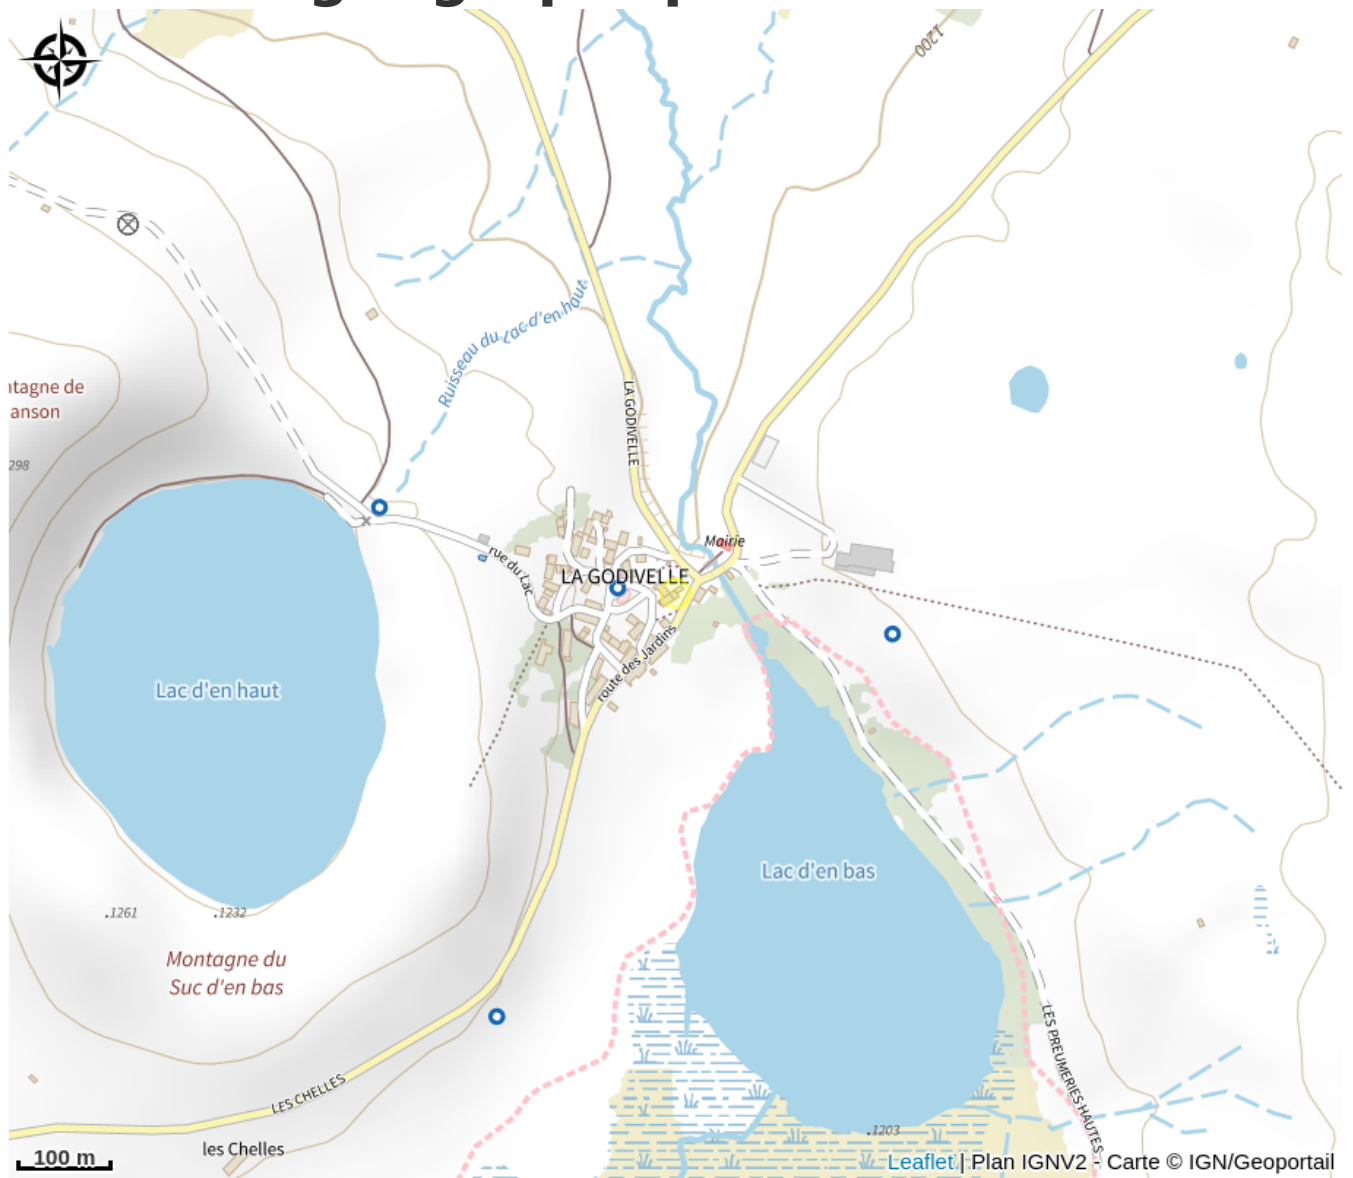 1200
Ruisseau du Lac d'en haut
ntagne de
anson
298
LA GODIVELLE
Mairie
rue du Lac
LA GODIVELLE
route des Jardins
Lac d'en haut
Lac d'en bas
.1261
.1232
Montagne du
Suc d'en bas
LES PREUMERIES HAUTES
LES CHELLES
les Chelles
.1203
100 m
Leaflet | Plan IGNV2 - Carte © IGN/Geoportail